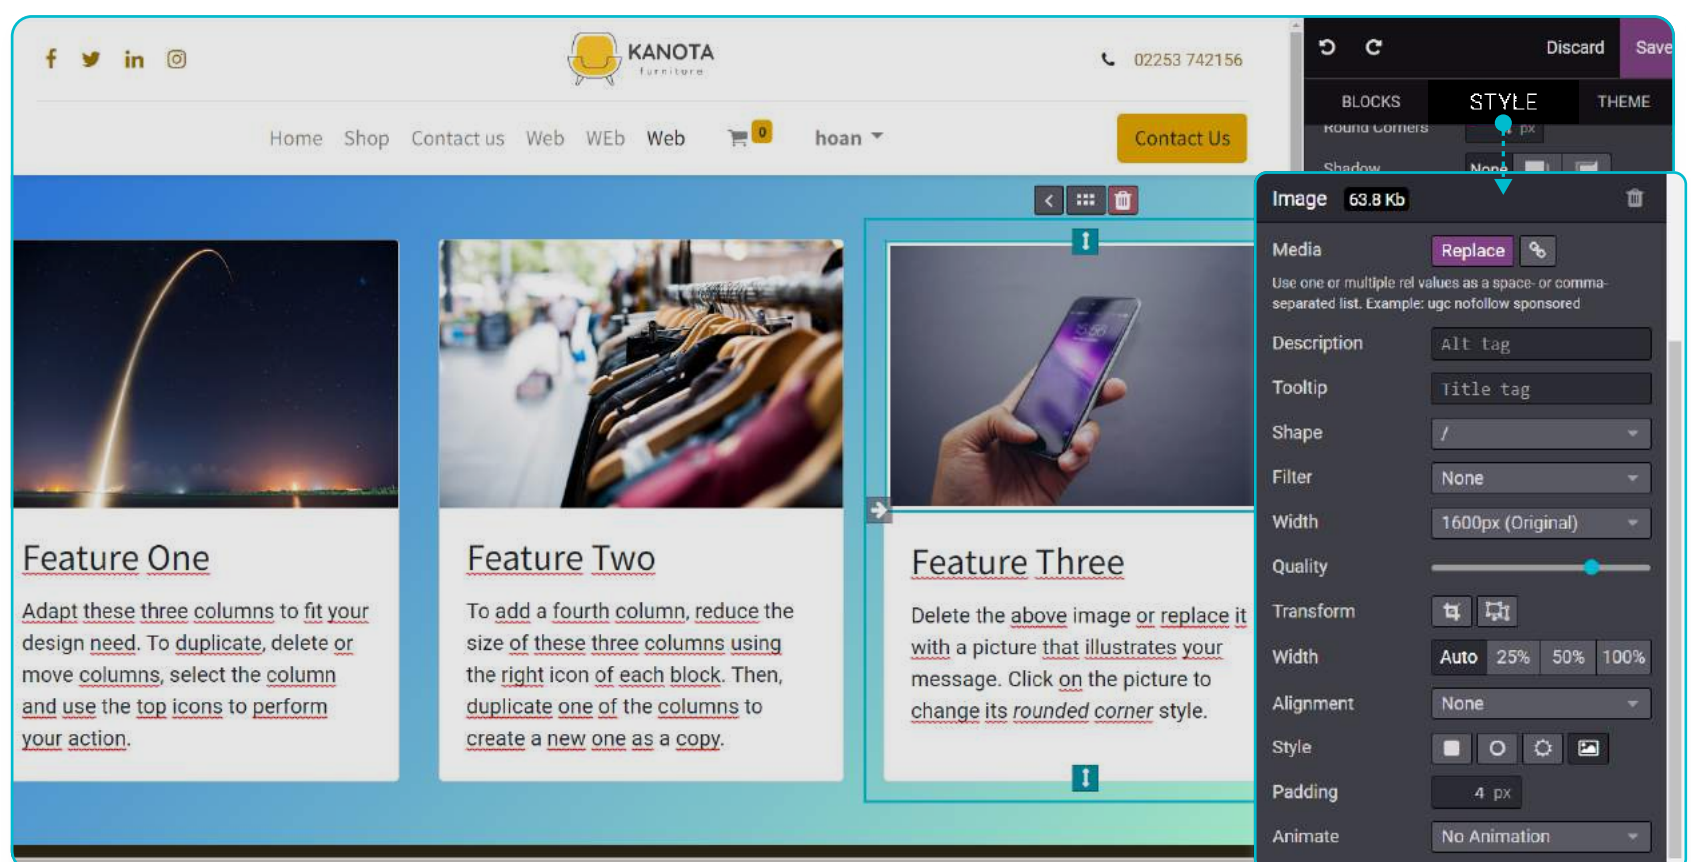 KANOTA
furniture
02253 742156
Home Shop Contact us Web WEb Web 0 hoan
Contact Us
Discard Save
BLOCKS STYLE THEME
Round Corners px
Shadow None
Image 63.8 Kb
Media Replace
Use one or multiple rel values as a space- or comma-
separated list. Example: ugc nofollow sponsored
Description Alt tag
Tooltip Title tag
Shape /
Filter None
Width 1600px (Original)
Quality
Transform
Width Auto 25% 50% 100%
Alignment None
Style
Padding 4 px
Animate No Animation
Feature One
Adapt these three columns to fit your
design need. To duplicate, delete or
move columns, select the column
and use the top icons to perform
your action.
Feature Two
To add a fourth column, reduce the
size of these three columns using
the right icon of each block. Then,
duplicate one of the columns to
create a new one as a copy.
Feature Three
Delete the above image or replace it
with a picture that illustrates your
message. Click on the picture to
change its rounded corner style.